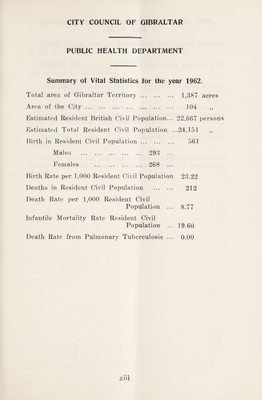 CITY COUNCIL OF GIBRALTAR
PUBLIC HEALTH DEPARTMENT
Summary of Vital Statistics for the year 1962.
Total area of Gibraltar Territory ... ... ... 1,387 acres
Area of the City ... ... ... ... ... ... ... 104 ,,
Estimated Resident British Civil Population... 22,667 persons
Estimated Total Resident Civil Population ...24,151 ,,
Birth in Resident Civil Population ... ... ... 561
Males ... ... ... ... ... 293 ...
Females ... ... ... ... 268 ...
Birth Rate per 1,000 Resident Civil Population 23.22
Deaths in Resident Civil Population ... ... 212
Death Rate per 1,000 Resident Civil
Population ... 8.77
Infantile Mortality Rate Resident Civil
Population ... 19.60
Death Rate from Pulmonary Tuberculosis ... 0.00
xiii